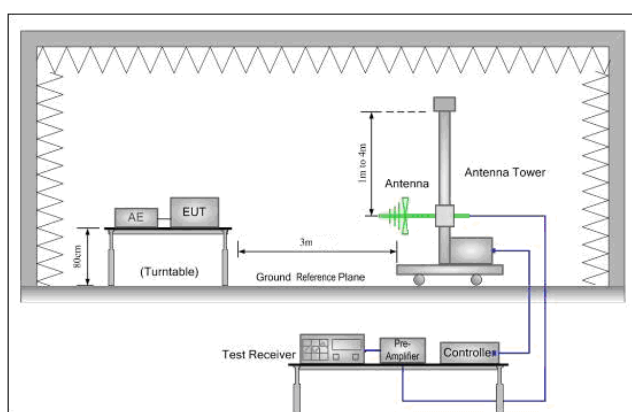 1m to 4m
Antenna
Antenna Tower
AE
EUT
80cm
(Turntable)
3m
Ground Reference Plane
Test Receiver
Pre-
Amplifier
Controller